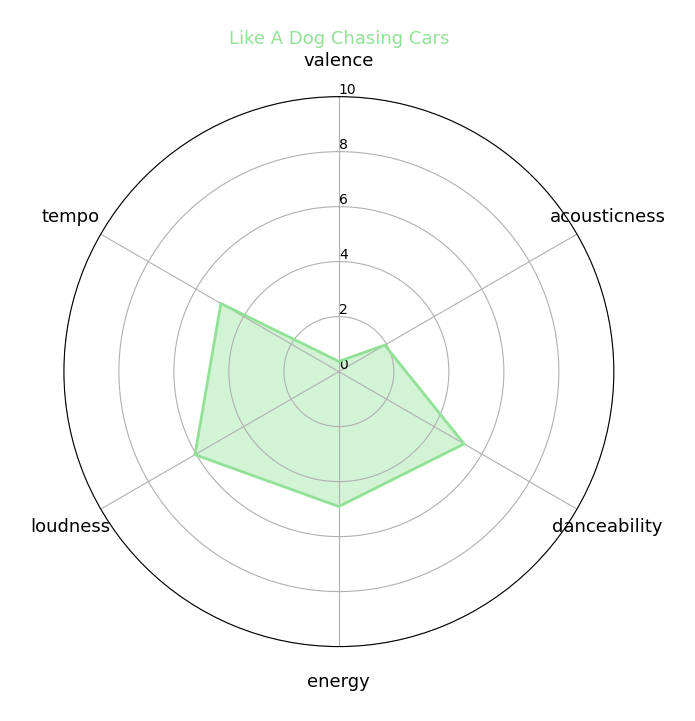 Like A Dog Chasing Cars
valence
10
8
tempo
6
acousticness
4
2
0
loudness
danceability
energy